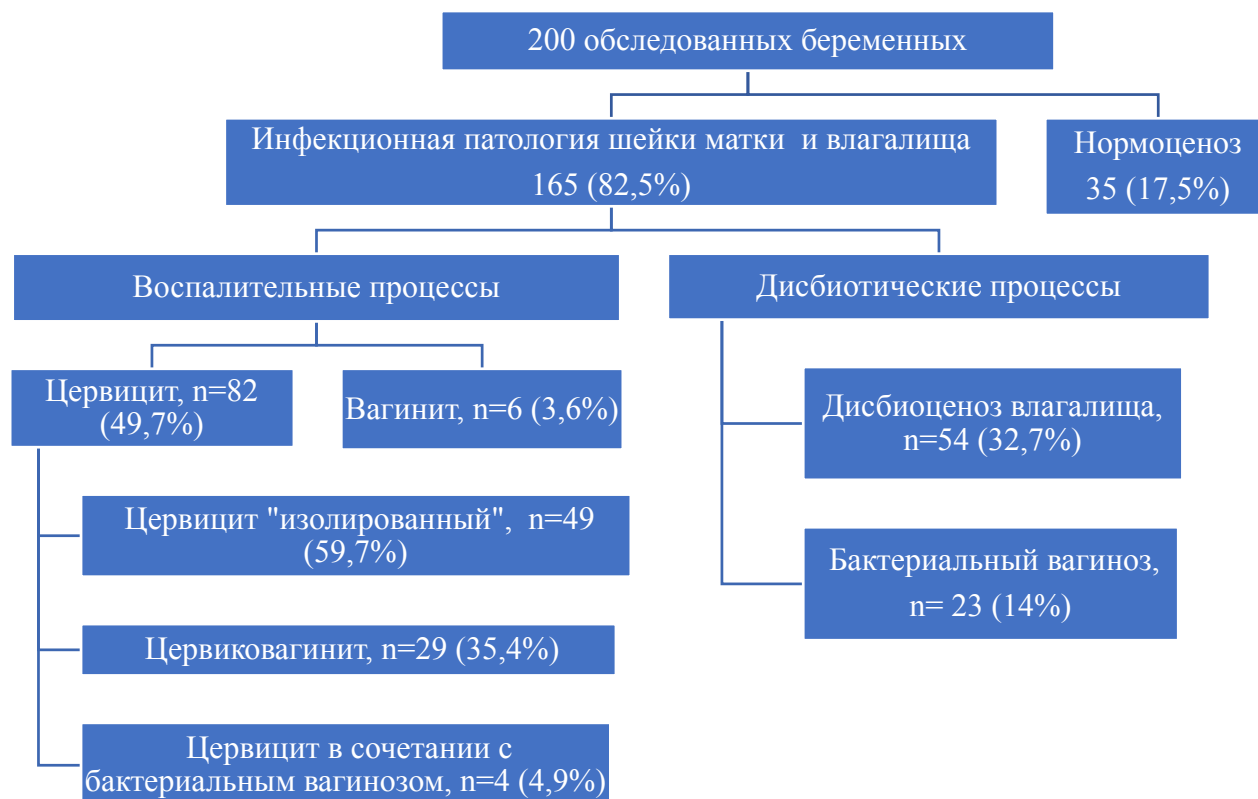 200 обследованных беременных
Инфекционная патология шейки матки и влагалища
165 (82,5%)
Нормоценоз
35 (17,5%)
Воспалительные процессы
Дисбиотические процессы
Цервицит, n=82
(49,7%)
Вагинит, n=6 (3,6%)
Дисбиоценоз влагалища,
n=54 (32,7%)
Цервицит "изолированный", n=49
(59,7%)
Бактериальный вагиноз,
n= 23 (14%)
Цервиковагинит, n=29 (35,4%)
Цервицит в сочетании с
бактериальным вагинозом, n=4 (4,9%)